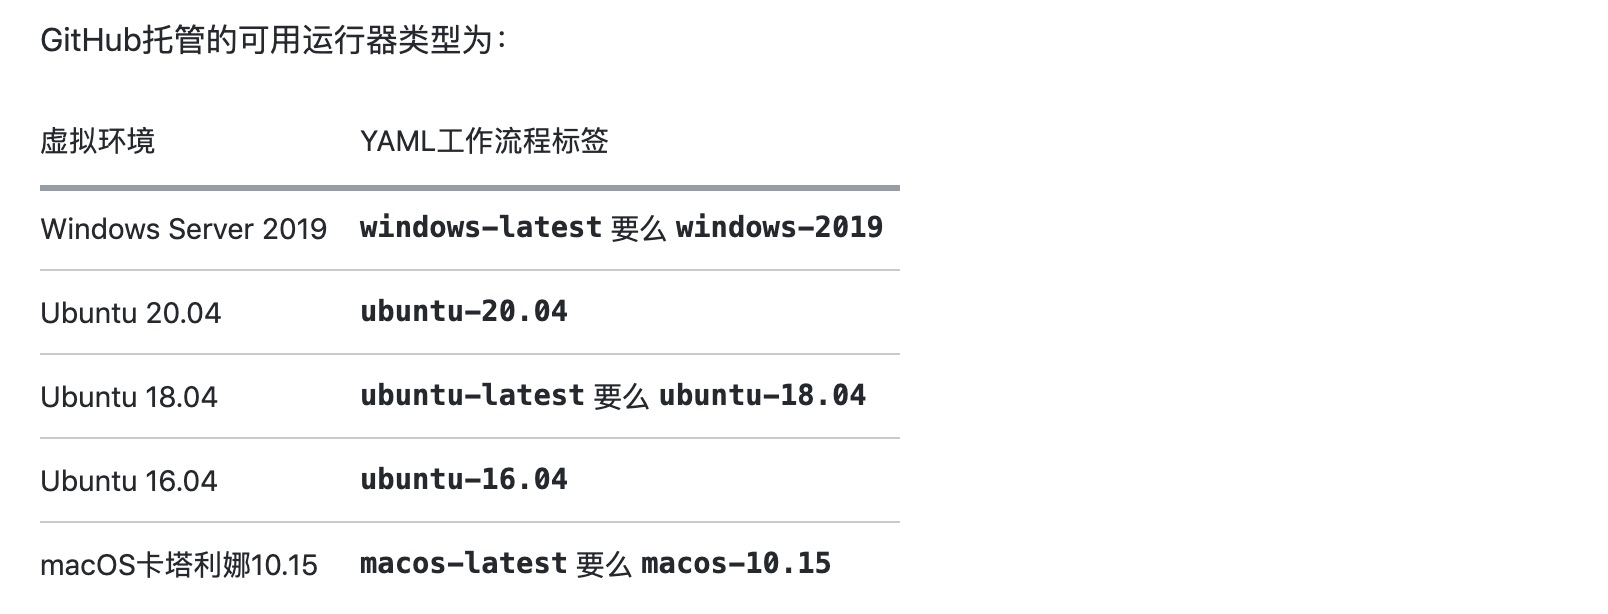 GitHub托管的可用运行器类型为：
虚拟环境 YAML工作流程标签
Windows Server 2019 windows-latest 要么 windows-2019
Ubuntu 20.04 ubuntu-20.04
Ubuntu 18.04 ubuntu-latest 要么 ubuntu-18.04
Ubuntu 16.04 ubuntu-16.04
macOS卡塔利娜10.15 macos-latest 要么 macos-10.15